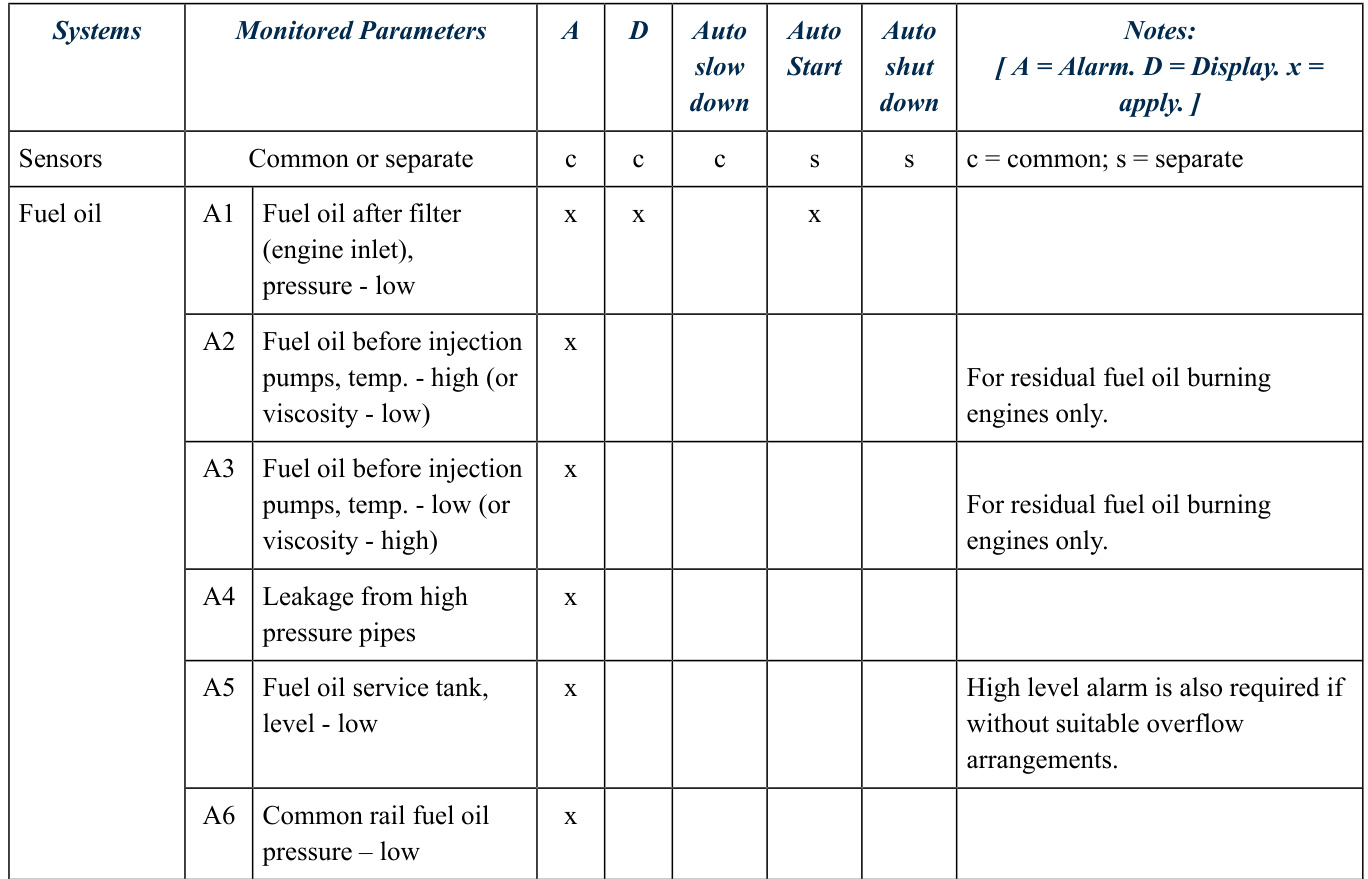 Systems
Monitored Parameters
A
D
Auto
slow
down
Auto
Start
Auto
shut
down
Notes:
[ A = Alarm. D = Display. x =
apply. ]
Sensors
Common or separate
c
c
c
s
s
c = common; s = separate
Fuel oil
A1
Fuel oil after filter
(engine inlet),
pressure - low
x
x
x
A2
Fuel oil before injection
pumps, temp. - high (or
viscosity - low)
x
For residual fuel oil burning
engines only.
A3
Fuel oil before injection
pumps, temp. - low (or
viscosity - high)
x
For residual fuel oil burning
engines only.
A4
Leakage from high
pressure pipes
x
A5
Fuel oil service tank,
level - low
x
High level alarm is also required if
without suitable overflow
arrangements.
A6
Common rail fuel oil
pressure – low
x